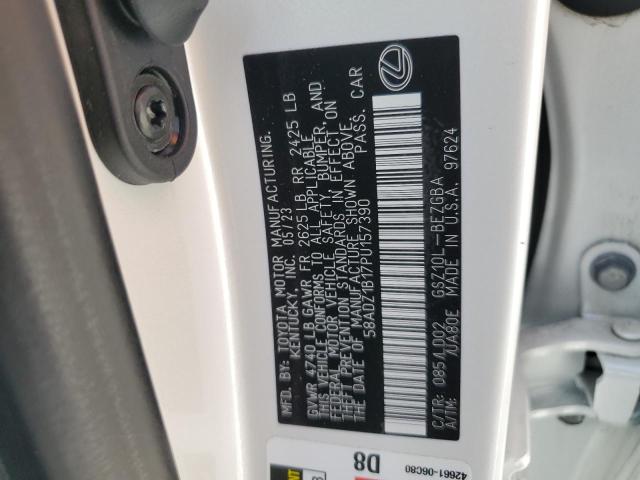 MFD. BY: TOYOTA MOTOR MANUFACTURING.
KENTUCKY, INC. 05/23
GVWR 4740 LB GAWR FR 2625 LB RR 2425 LB
THIS VEHICLE CONFORMS TO ALL APPLICABLE
FEDERAL MOTOR VEHICLE SAFETY, BUMPER, AND
THEFT PREVENTION STANDARDS IN EFFECT ON
THE DATE OF MANUFACTURE SHOWN ABOVE.
58ADZ1B17PU157390 PASS. CAR
C/TR: 0854 LD02 GSZ10L-BEZGBA
A/TM: /UA80E MADE IN U.S.A. 97624
42661-06C80
D8